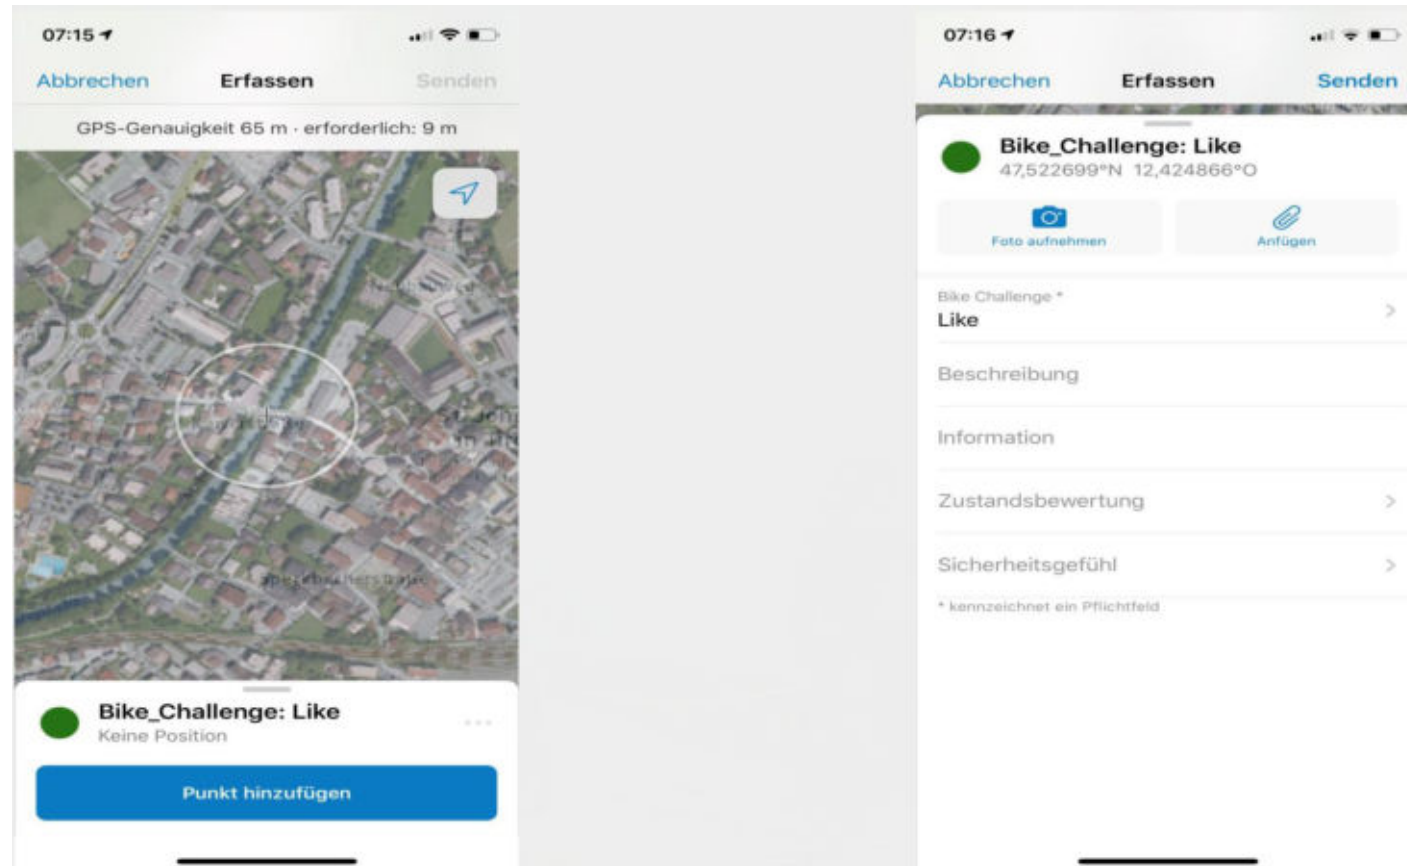 07:15
Abbrechen Erfassen Senden
GPS-Genauigkeit 65 m · erforderlich: 9 m
Bike_Challenge: Like
Keine Position
Punkt hinzufügen
07:16
Abbrechen Erfassen Senden
Bike_Challenge: Like
47,522699°N 12,424866°O
Foto aufnehmen
Anfügen
Bike Challenge *
Like
Beschreibung
Information
Zustandsbewertung
Sicherheitsgefühl
* kennzeichnet ein Pflichtfeld